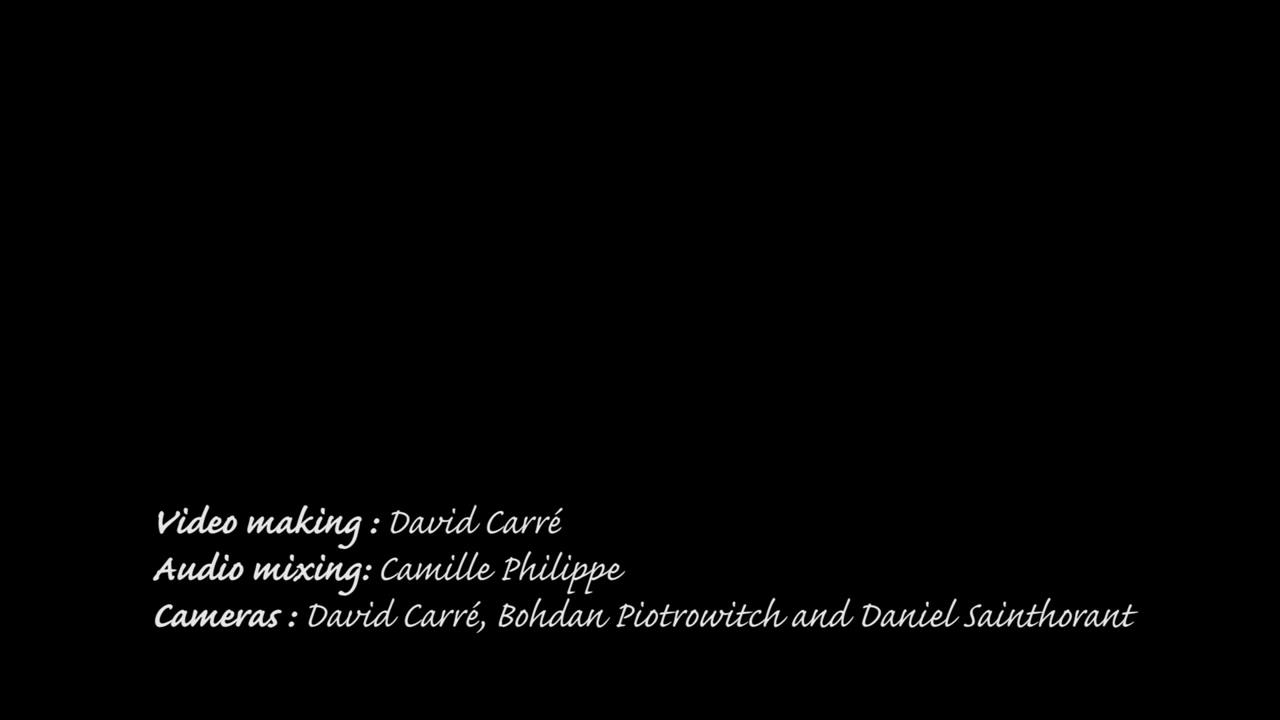 Video making : David Carré
Audio mixing: Camille Philippe
Cameras : David Carré, Bohdan Piotrowitch and Daniel Sainthorant